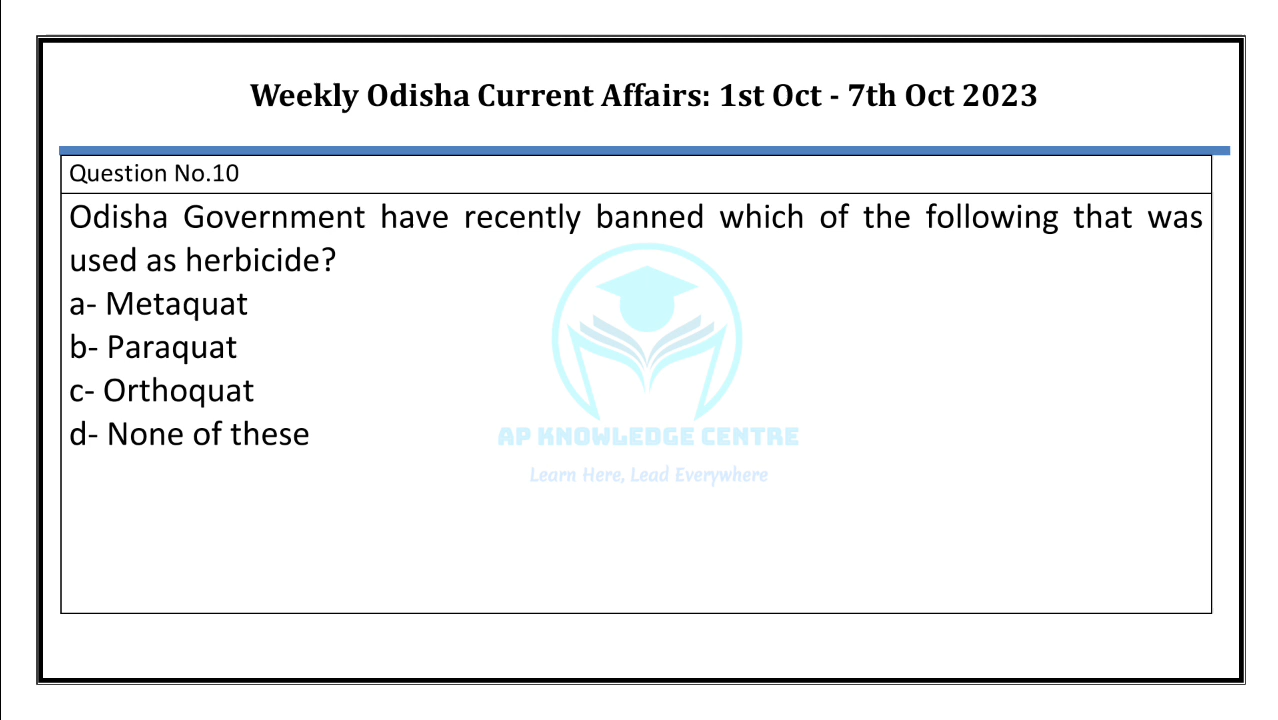 Weekly Odisha Current Affairs: 1st Oct - 7th Oct 2023
Question No.10
Odisha Government have recently banned which of the following that was
used as herbicide?
a- Metaquat
b- Paraquat
c- Orthoquat
d- None of these
AP KNOWLEDGE CENTRE
Learn Here, Lead Everywhere